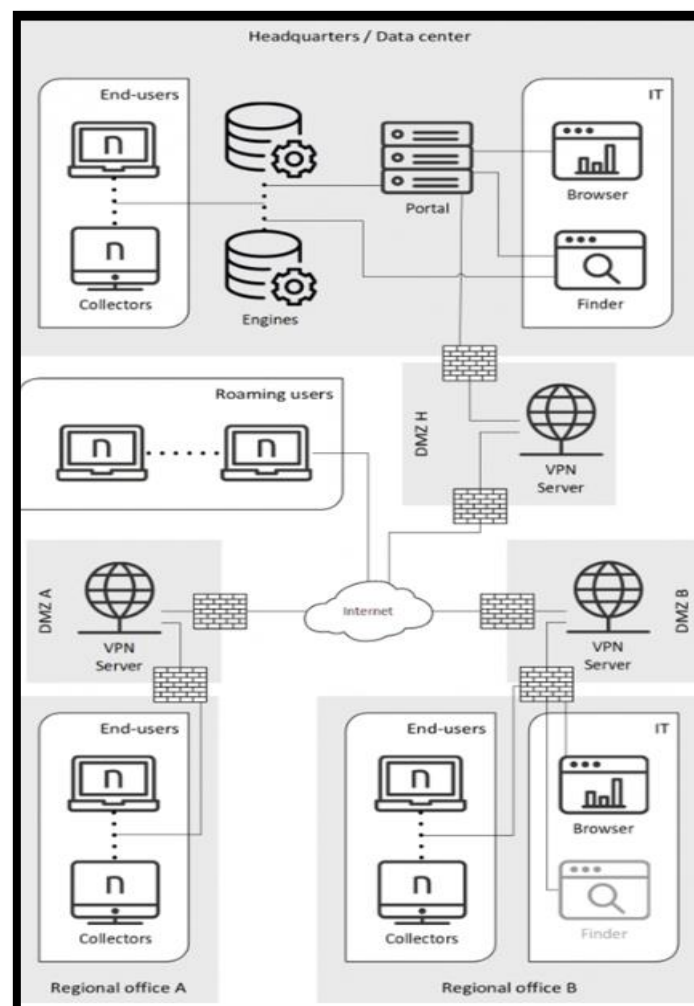 Headquarters / Data center
End-users
IT
n
Portal
Browser
n
Collectors
Engines
Finder
Roaming users
n
n
DMZ H
VPN
Server
DMZ A
VPN
Server
Internet
VPN
Server
DMZ B
End-users
n
n
Collectors
Regional office A
End-users
n
n
Collectors
IT
Browser
Finder
Regional office B